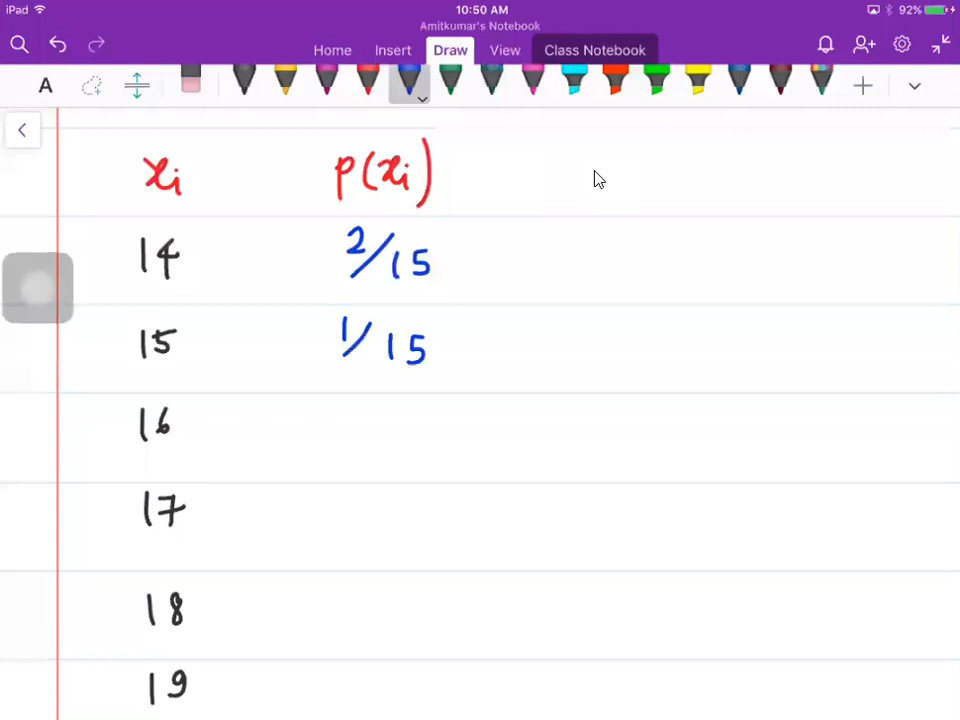 iPad 10:50 AM 92%
Amitkumar's Notebook
Home Insert Draw View Class Notebook
A
xi P(xi)
14 2/15
15 1/15
16
17
18
19